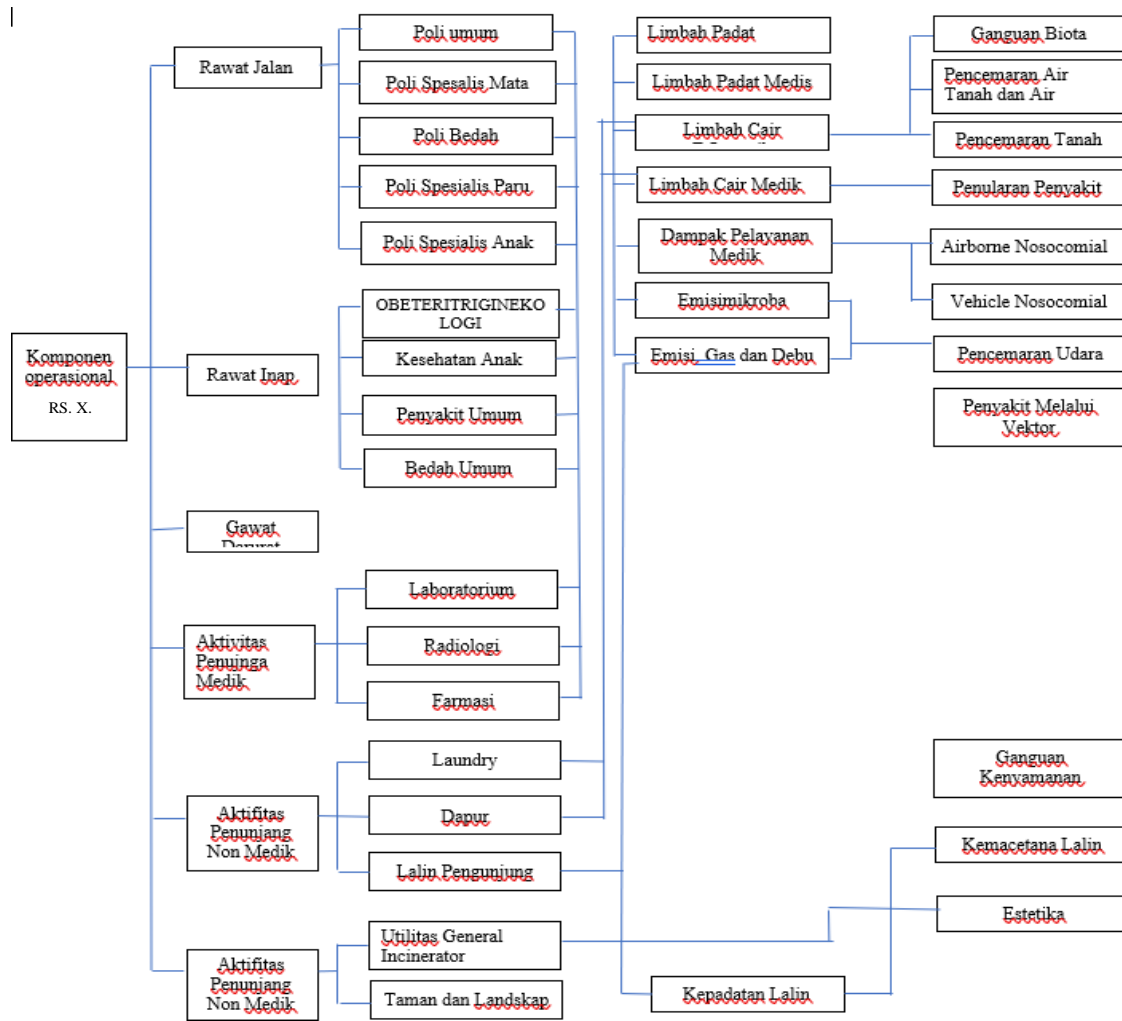 Komponen
operasional
RS. X.
Rawat Jalan
Rawat Inap
Gawat
Aktivitas
Penujnga
Medik
Aktifitas
Penunjang
Non Medik
Aktifitas
Penunjang
Non Medik
Poli umum
Poli Spesalis Mata
Poli Bedah
Poli Spesialis Paru
Poli Spesialis Anak
OBETERITRIGINEKO
LOGI
Kesehatan Anak
Penyakit Umum
Bedah Umum
Laboratorium
Radiologi
Farmasi
Laundry
Dapur
Lalin Pengunjung
Utilitas General
Incinerator
Taman dan Landskap
Limbah Padat
Limbah Padat Medis
Limbah Cair
Limbah Cair Medik
Dampak Pelayanan
Medik
Emisimikroba
Emisi, Gas dan Debu
Kepadatan Lalin
Ganguan Biota
Pencemaran Air
Tanah dan Air
Pencemaran Tanah
Penularan Penyakit
Airborne Nosocomial
Vehicle Nosocomial
Pencemaran Udara
Penyakit Melalui
Vektor
Ganguan
Kenyamanan
Kemacetana Lalin
Estetika